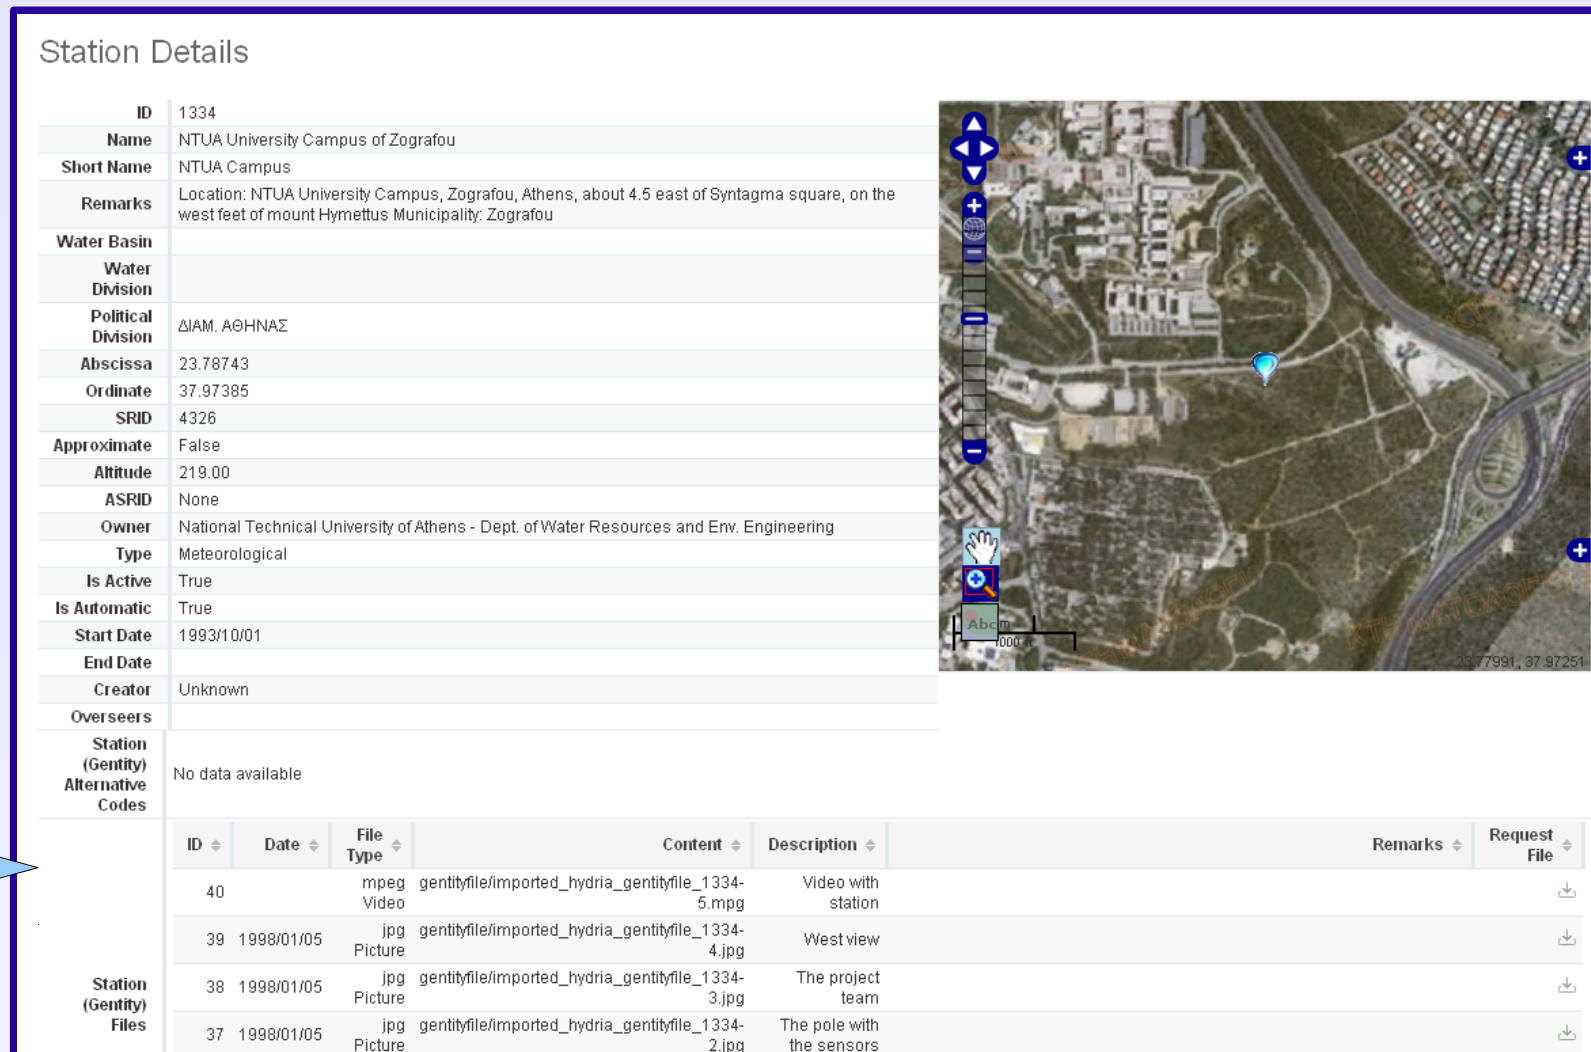 Station Details
ID 1334
Name NTUA University Campus of Zografou
Short Name NTUA Campus
Remarks Location: NTUA University Campus, Zografou, Athens, about 4.5 east of Syntagma square, on the
west feet of mount Hymettus Municipality: Zografou
Water Basin
Water
Division
Political
Division ΔΙΑΜ. ΑΘΗΝΑΣ
Abscissa 23.78743
Ordinate 37.97385
SRID 4326
Approximate False
Altitude 219.00
ASRID None
Owner National Technical University of Athens - Dept. of Water Resources and Env. Engineering
Type Meteorological
Is Active True
Is Automatic True
Start Date 1993/10/01
End Date
Creator Unknown
Overseers
Abc m
1000 ft
23.77991, 37.97251
Station
(Gentity)
Alternative
Codes
No data available
Station
(Gentity)
Files
ID Date File
Type Content Description Remarks Request
File
40 mpeg
Video gentityfile/imported_hydria_gentityfile_1334-
5.mpg Video with
station
39 1998/01/05 jpg
Picture gentityfile/imported_hydria_gentityfile_1334-
4.jpg West view
38 1998/01/05 jpg
Picture gentityfile/imported_hydria_gentityfile_1334-
3.jpg The project
team
37 1998/01/05 jpg
Picture gentityfile/imported_hydria_gentityfile_1334-
2.jpg The pole with
the sensors